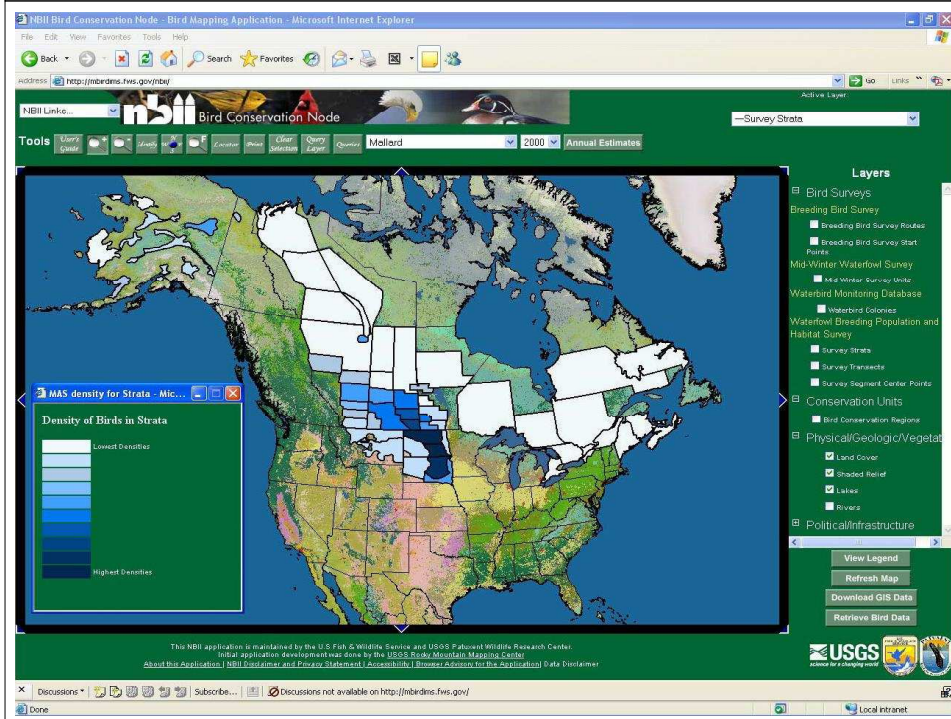 NBII Bird Conservation Node - Bird Mapping Application - Microsoft Internet Explorer
File Edit View Favorites Tools Help
Back Search Favorites
Address http://mbirdims.fws.gov/nbii/ Go Links
NBII Links... nbii Bird Conservation Node
Active Layer
—Survey Strata
Tools User's Guide Identify Locator Print Clear Selection Query Layer Queries Mallard 2000 Annual Estimates
Layers
Bird Surveys
Breeding Bird Survey
Breeding Bird Survey Routes
Breeding Bird Survey Start
Points
Mid-Winter Waterfowl Survey
Mid Winter Survey Units
Waterbird Monitoring Database
Waterbird Colonies
Waterfowl Breeding Population and
Habitat Survey
Survey Strata
Survey Transects
Survey Segment Center Points
Conservation Units
Bird Conservation Regions
Physical/Geologic/Vegetat
Land Cover
Shaded Relief
Lakes
Rivers
Political/Infrastructure
View Legend
Refresh Map
Download GIS Data
Retrieve Bird Data
MAS density for Strata - Mic...
Density of Birds in Strata
Lowest Densities
Highest Densities
This NBII application is maintained by the U.S Fish & Wildlife Service and USGS Patuxent Wildlife Research Center.
Initial application development was done by the USGS Rocky Mountain Mapping Center
About this Application | NBII Disclaimer and Privacy Statement | Accessibility | Browser Advisory for the Application| Data Disclaimer
USGS
science for a changing world
Discussions Subscribe... Discussions not available on http://mbirdims.fws.gov/
Done Local intranet